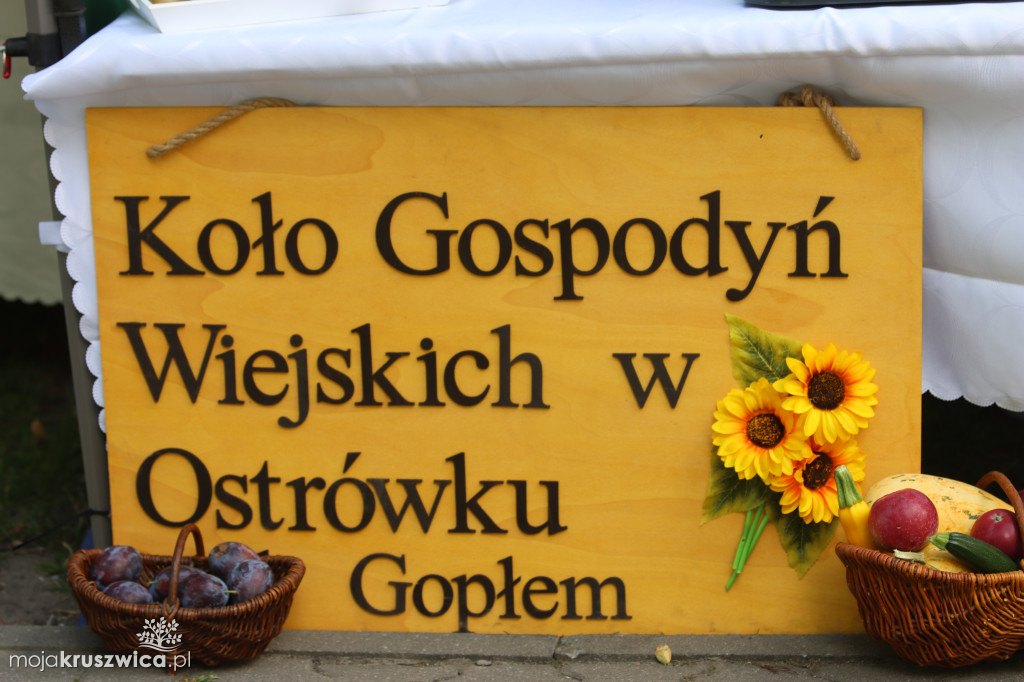 Koło Gospodyń
Wiejskich w
Ostrówku
Gopłem
mojakruszwica.pl